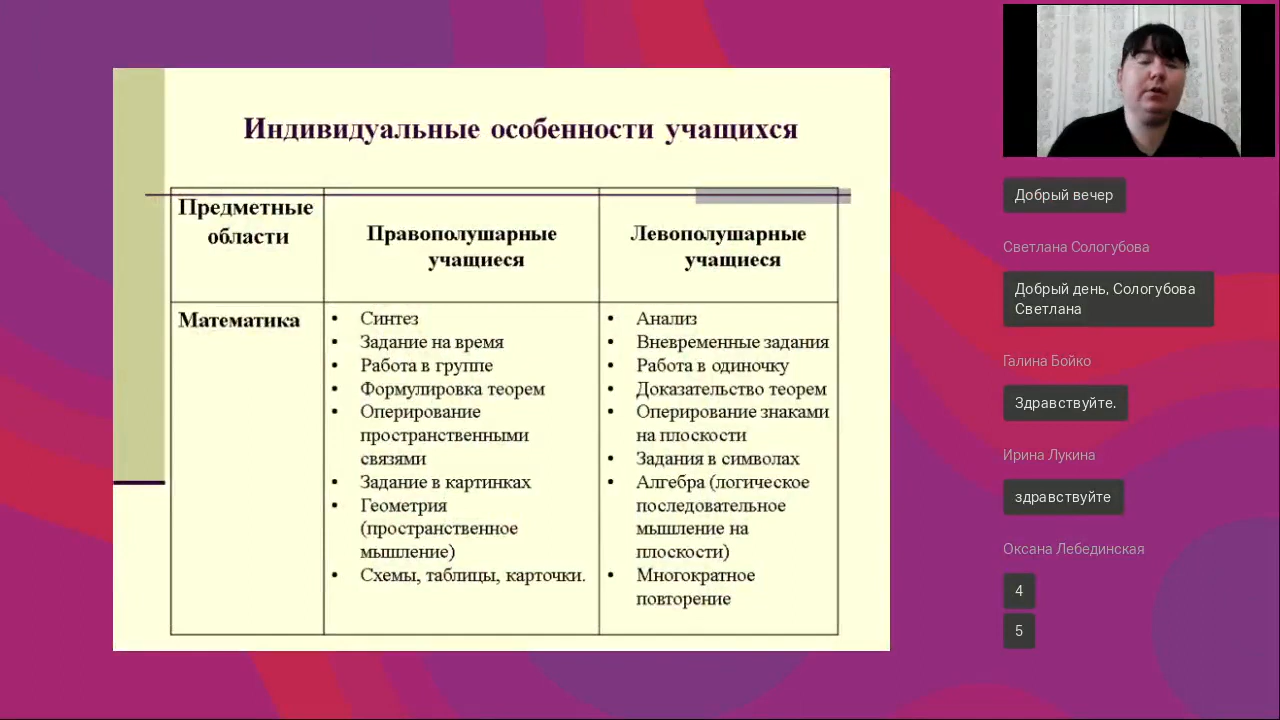 Индивидуальные особенности учащихся
Предметные
области
Правополушарные
учащиеся
Левополушарные
учащиеся
Математика
• Синтез
• Задание на время
• Работа в группе
• Формулировка теорем
• Оперирование
пространственными
связями
• Задание в картинках
• Геометрия
(пространственное
мышление)
• Схемы, таблицы, карточки.
• Анализ
• Вневременные задания
• Работа в одиночку
• Доказательство теорем
• Оперирование знаками
на плоскости
• Задания в символах
• Алгебра (логическое
последовательное
мышление на
плоскости)
• Многократное
повторение
Добрый вечер
Светлана Сологубова
Добрый день, Сологубова
Светлана
Галина Бойко
Здравствуйте.
Ирина Лукина
здравствуйте
Оксана Лебединская
4
5